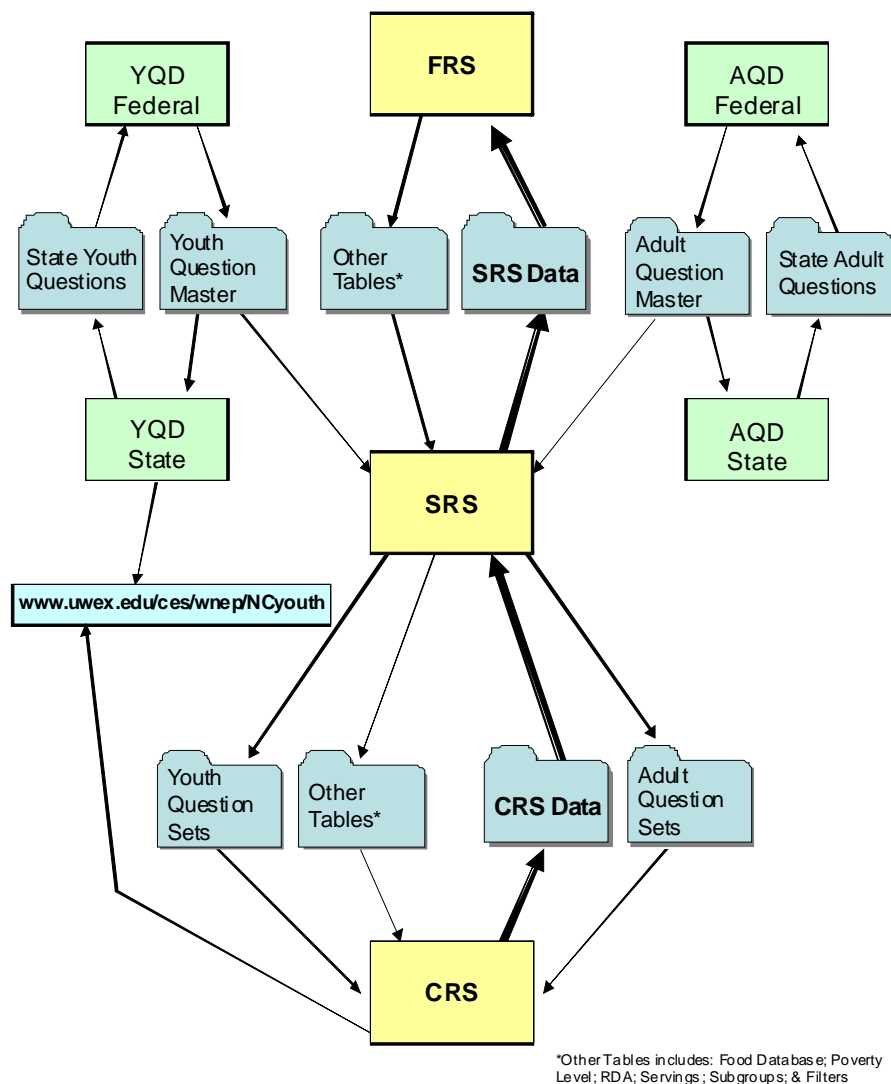 YQD
Federal
FRS
AQD
Federal
State Youth
Questions
Youth
Question
Master
Other
Tables*
SRS Data
Adult
Question
Master
State Adult
Questions
YQD
State
SRS
AQD
State
www.uwex.edu/ces/wnep/NCyouth
Youth
Question
Sets
Other
Tables*
CRS Data
Adult
Question
Sets
CRS
*Other Tables includes: Food Database; Poverty
Level; RDA; Servings; Subgroups; & Filters